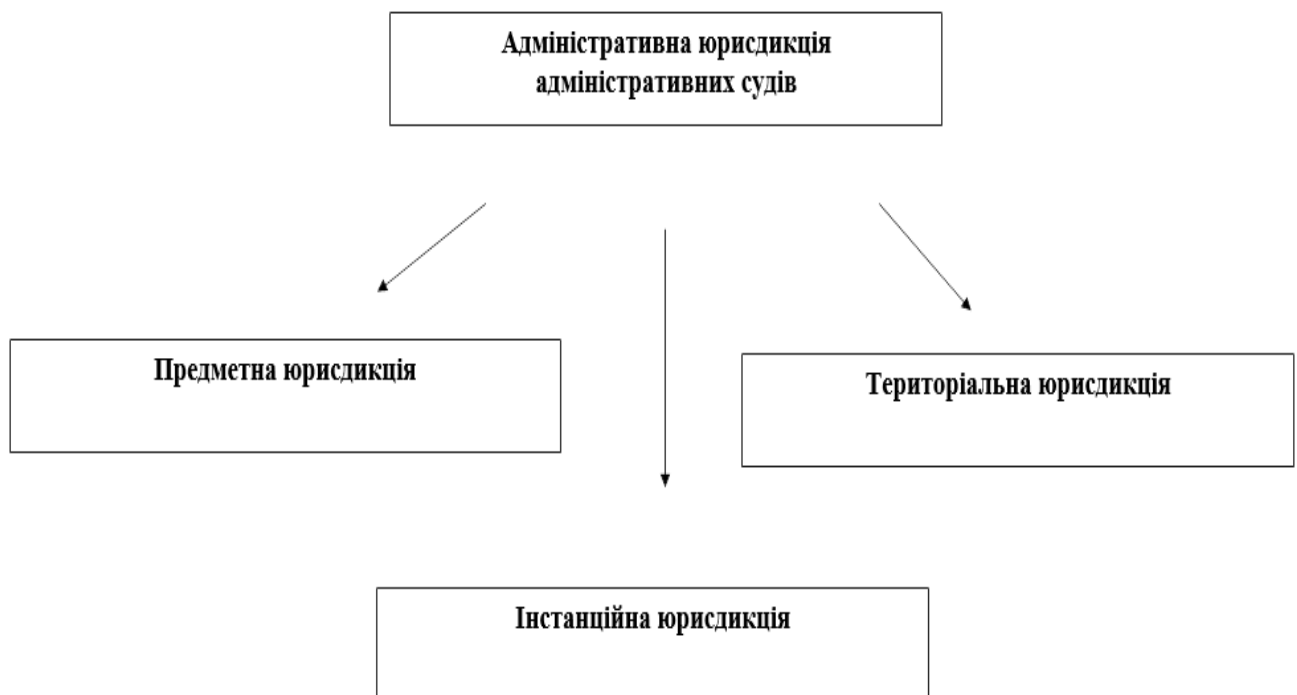 Адміністративна юрисдикція
адміністративних судів
Предметна юрисдикція
Територіальна юрисдикція
Інстанційна юрисдикція